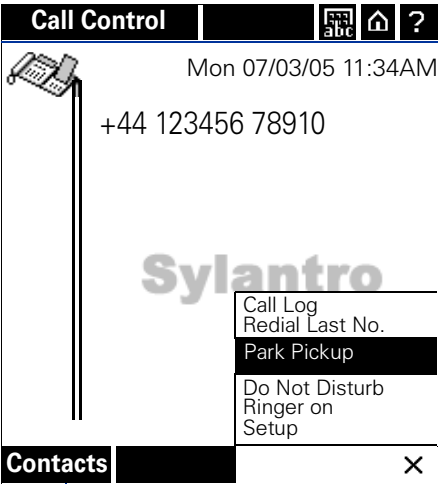 Call Control
abc
?
Mon 07/03/05 11:34AM
+44 123456 78910
Sylantro
Call Log
Redial Last No.
Park Pickup
Do Not Disturb
Ringer on
Setup
Contacts